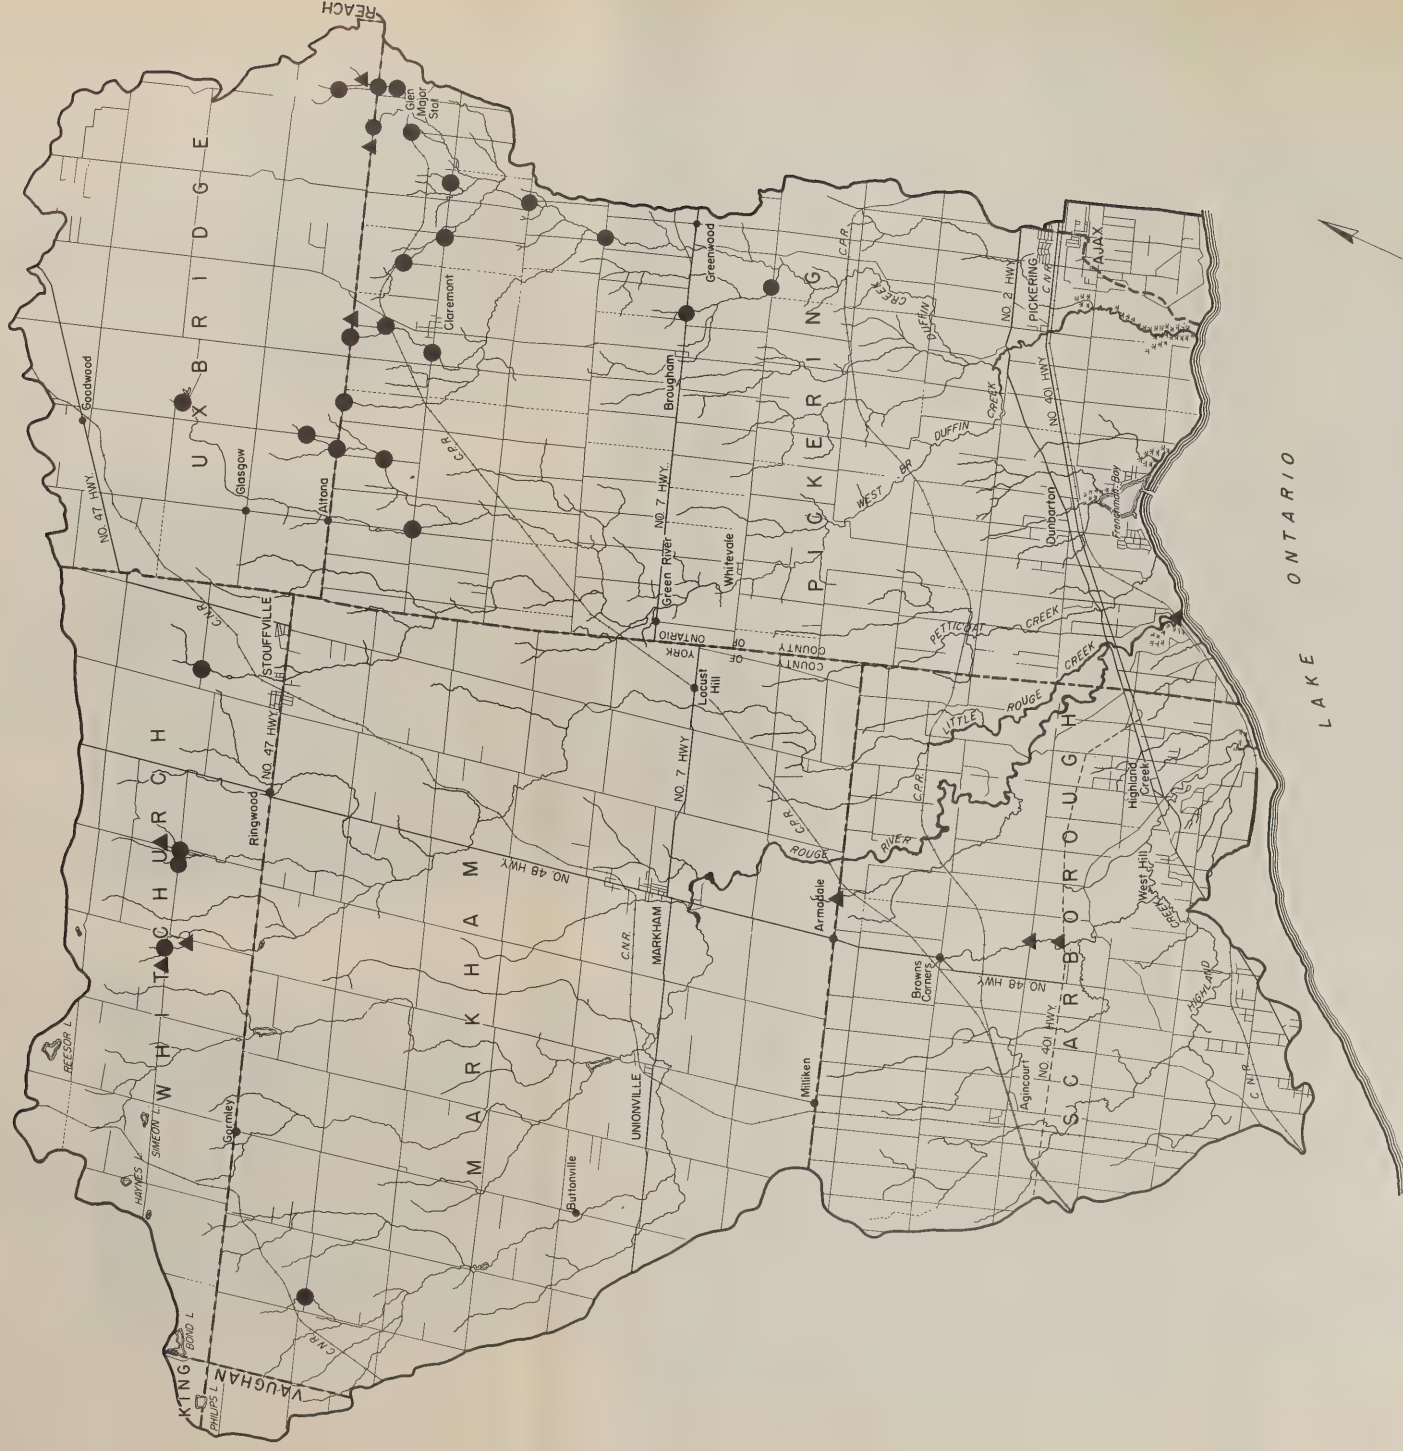 REACH
UXBRIDGE
Glen
Major
Stat
Goodwood
NO. 47 HWY.
Glasgow
Altona
Claremont
C.P.R.
Greenwood
Brougham
NO. 7 HWY.
Green River
Whitevale
PICKERING
C.P.R.
DUFFIN
CREEK
WEST BR
DUFFIN
CREEK
NO. 2 HWY.
PICKERING
C.N.R.
AJAX
NO 401 HWY
Dunbarton
Frenchman Bay
PETTICOAT
CREEK
COUNTY OF ONTARIO
COUNTY OF YORK
STOUFFVILLE
C.N.R.
NO. 47 HWY.
Ringwood
WHITCHURCH
REESOR L
SIMEON L
HAYNES L
Gormley
KING
BOND L
PHILIPS L
VAUGHAN
C.N.R.
MARKHAM
NO. 48 HWY
Locust
Hill
NO. 7 HWY
C.P.R.
C.N.R.
MARKHAM
UNIONVILLE
Buttonville
ROUGE
RIVER
LITTLE
ROUGE
CREEK
C.P.R.
Armadale
Milliken
Browns
Corners
NO. 48 HWY
Agincourt
NO. 401 HWY.
SCARBOROUGH
Highland
Creek
West Hill
HIGHLAND
CREEK
C.N.R.
LAKE ONTARIO